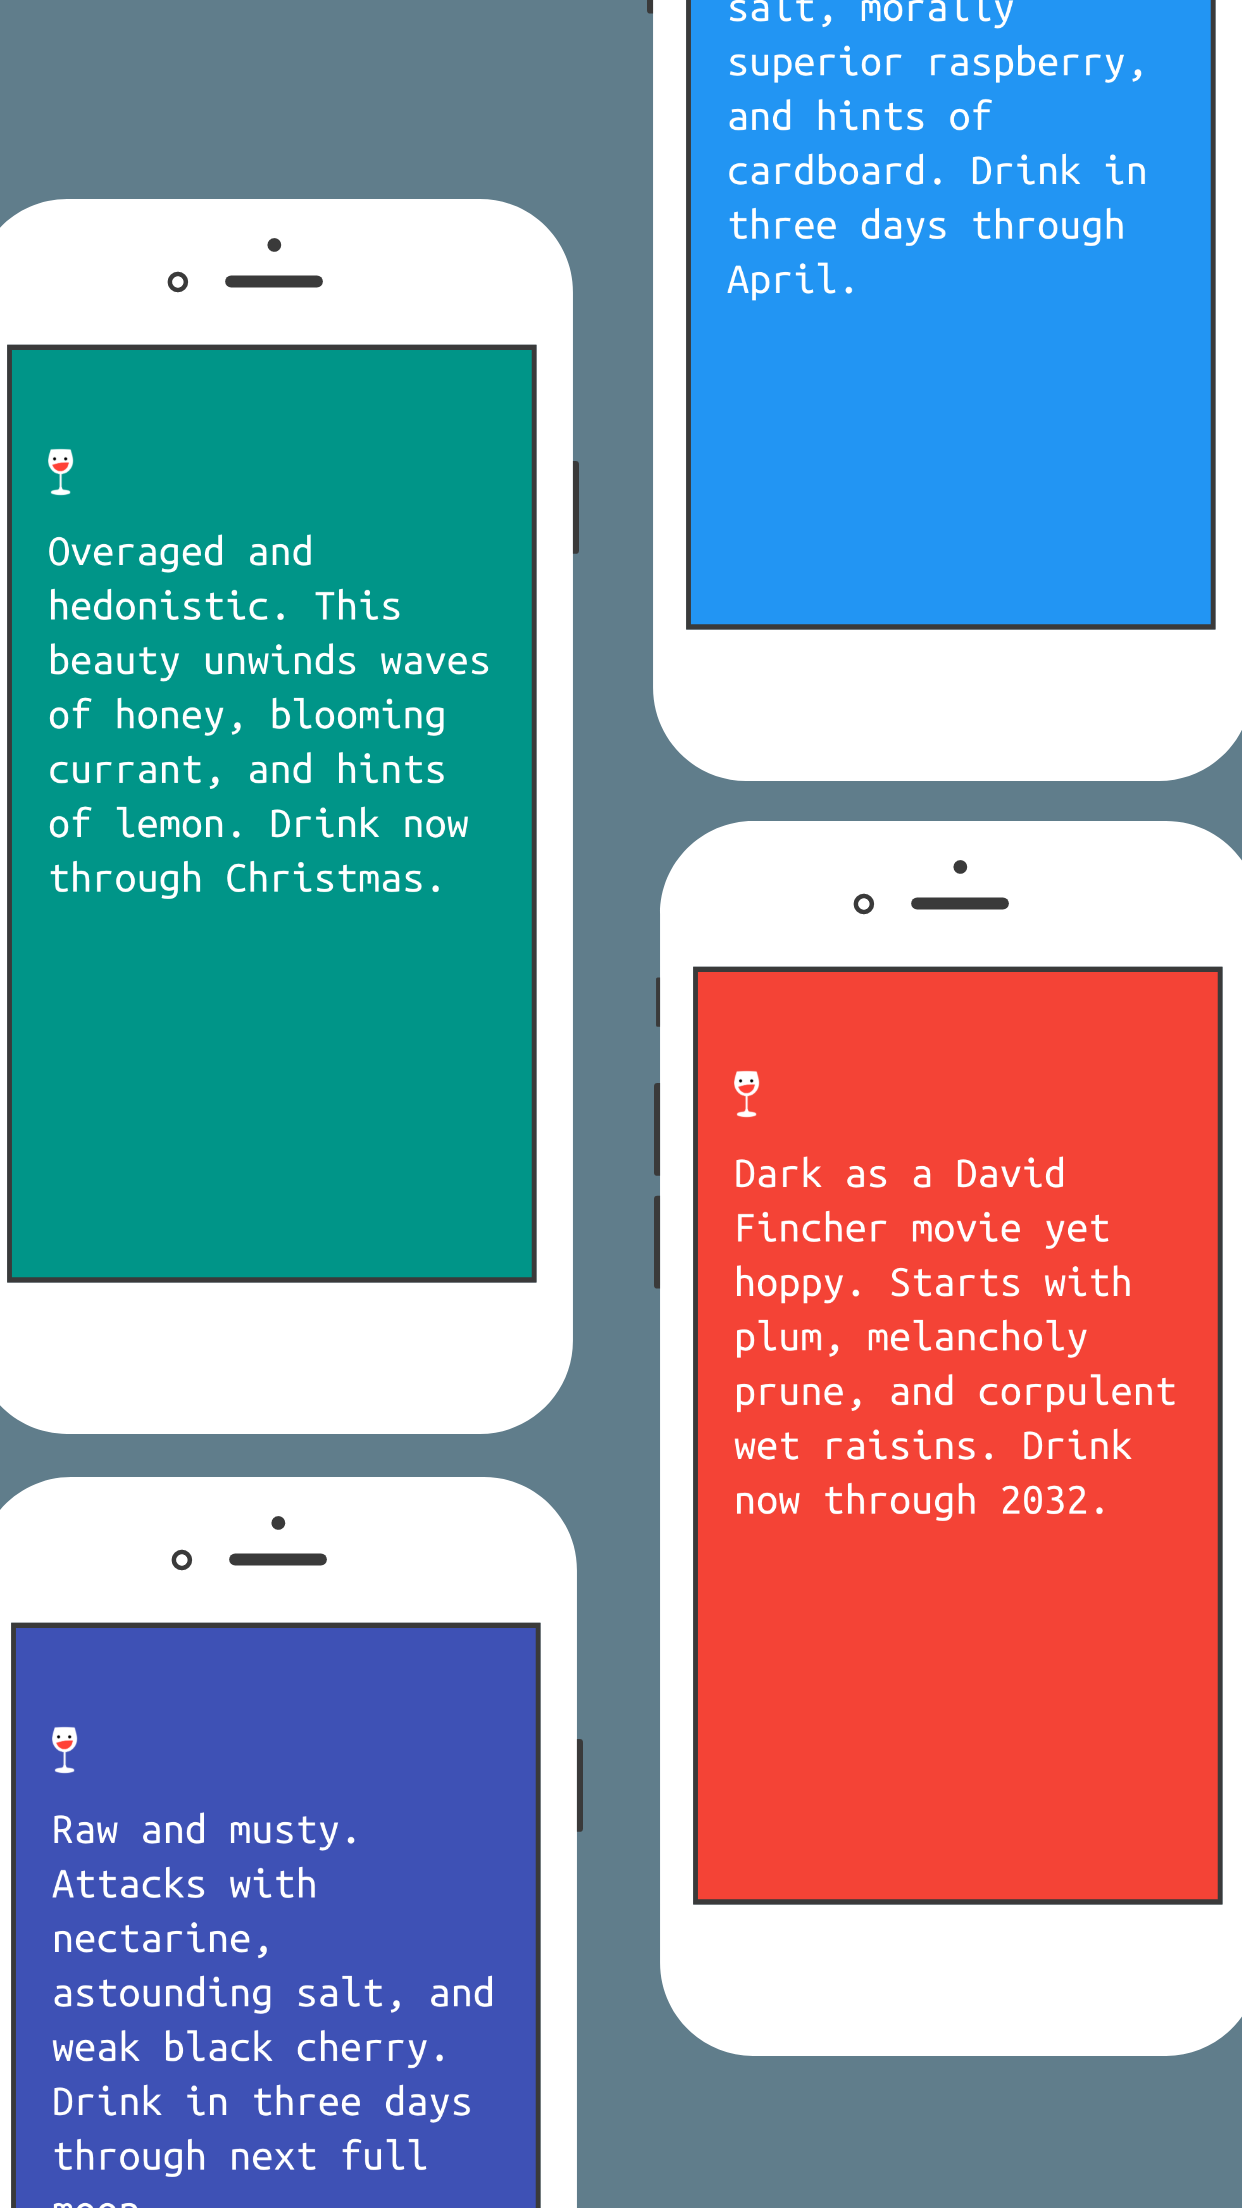 salt, morally
superior raspberry,
and hints of
cardboard. Drink in
three days through
April.
Overaged and
hedonistic. This
beauty unwinds waves
of honey, blooming
currant, and hints
of lemon. Drink now
through Christmas.
Dark as a David
Fincher movie yet
hoppy. Starts with
plum, melancholy
prune, and corpulent
wet raisins. Drink
now through 2032.
Raw and musty.
Attacks with
nectarine,
astounding salt, and
weak black cherry.
Drink in three days
through next full
moon